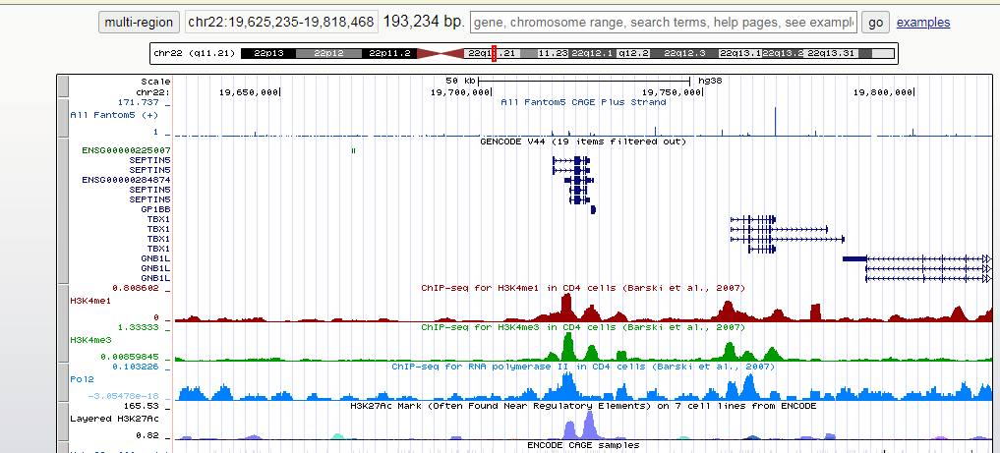 multi-region chr22:19,625,235-19,818,468 193,234 bp. gene, chromosome range, search terms, help pages, see exampl go examples
chr22 (q11.21) 22p13 22p12 22p11.2 .21 11.23 22q12.1 q12.2 22q12.3 22q13.1 22q13.2 22q13.31
Scale 50 kb hg38
chr22: 19,650,000 19,700,000 19,750,000 19,800,000
171.737 _ All Fantom5 CAGE Plus Strand
All Fantom5 (+)
1 _
GENCODE V44 (19 items filtered out)
ENSG00000225007
SEPTIN5
SEPTIN5
ENSG00000284874
SEPTIN5
SEPTIN5
GP1BB
TBX1
TBX1
TBX1
TBX1
GNB1L
GNB1L
GNB1L
0.808602 _ ChIP-seq for H3K4me1 in CD4 cells (Barski et al., 2007)
H3K4me1
0 _
1.33333 _ ChIP-seq for H3K4me3 in CD4 cells (Barski et al., 2007)
H3K4me3
0.00859845 _
0.103226 _ ChIP-seq for RNA polymerase II in CD4 cells (Barski et al., 2007)
Pol2
-3.05478e-18 _
165.53 _ H3K27Ac Mark (Often Found Near Regulatory Elements) on 7 cell lines from ENCODE
Layered H3K27Ac
0.82 _
ENCODE CAGE samples